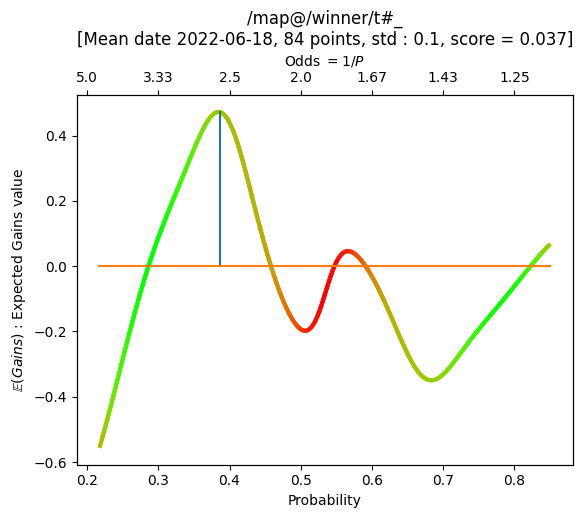 /map@/winner/t#_
[Mean date 2022-06-18, 84 points, std : 0.1, score = 0.037]
Odds = 1/P
5.0 3.33 2.5 2.0 1.67 1.43 1.25
0.4
0.2
0.0
−0.2
−0.4
−0.6
𝔼(Gains) : Expected Gains value
0.2 0.3 0.4 0.5 0.6 0.7 0.8
Probability